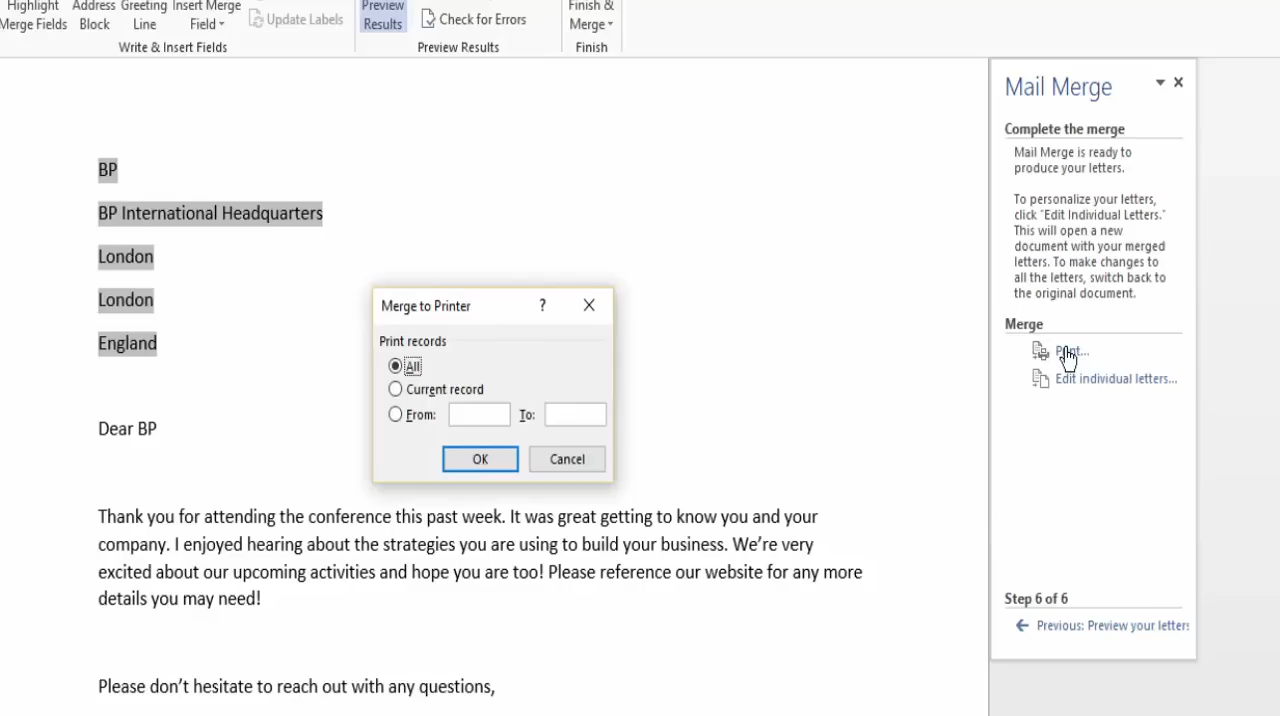 Highlight Address Greeting Insert Merge Preview Finish &
Merge Fields Block Line Field Update Labels Results Check for Errors Merge
Write & Insert Fields Preview Results Finish
Mail Merge
Complete the merge
Mail Merge is ready to
produce your letters.
To personalize your letters,
click "Edit Individual Letters."
This will open a new
document with your merged
letters. To make changes to
all the letters, switch back to
the original document.
Merge
Edit individual letters...
Step 6 of 6
Previous: Preview your letters
BP
BP International Headquarters
London
London
England
Merge to Printer ?
Print records
All
Current record
From: To:
OK Cancel
Dear BP
Thank you for attending the conference this past week. It was great getting to know you and your
company. I enjoyed hearing about the strategies you are using to build your business. We’re very
excited about our upcoming activities and hope you are too! Please reference our website for any more
details you may need!
Please don’t hesitate to reach out with any questions,